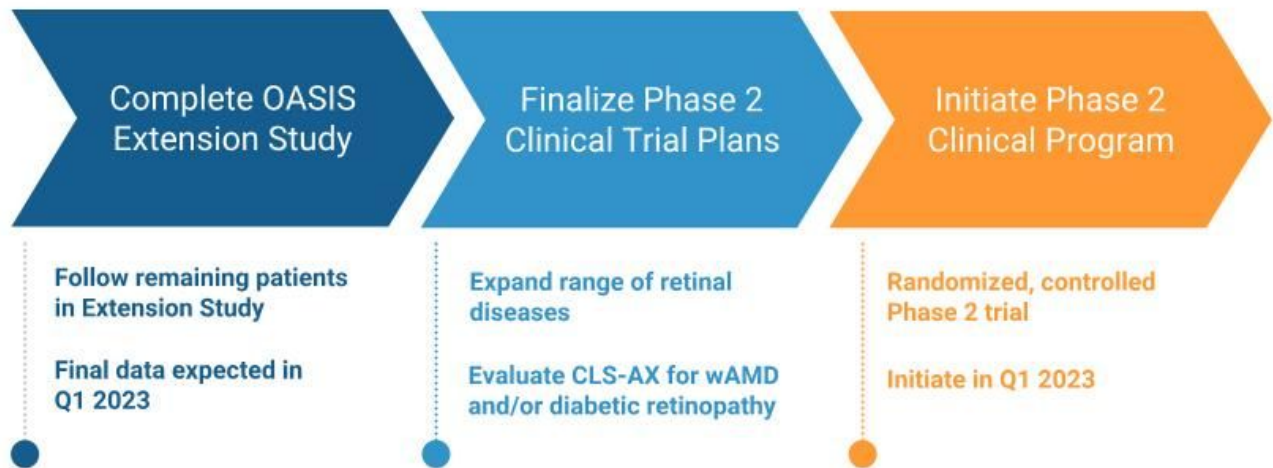 Complete OASIS
Extension Study
Finalize Phase 2
Clinical Trial Plans
Initiate Phase 2
Clinical Program
Follow remaining patients
in Extension Study
Final data expected in
Q1 2023
Expand range of retinal
diseases
Evaluate CLS-AX for wAMD
and/or diabetic retinopathy
Randomized, controlled
Phase 2 trial
Initiate in Q1 2023